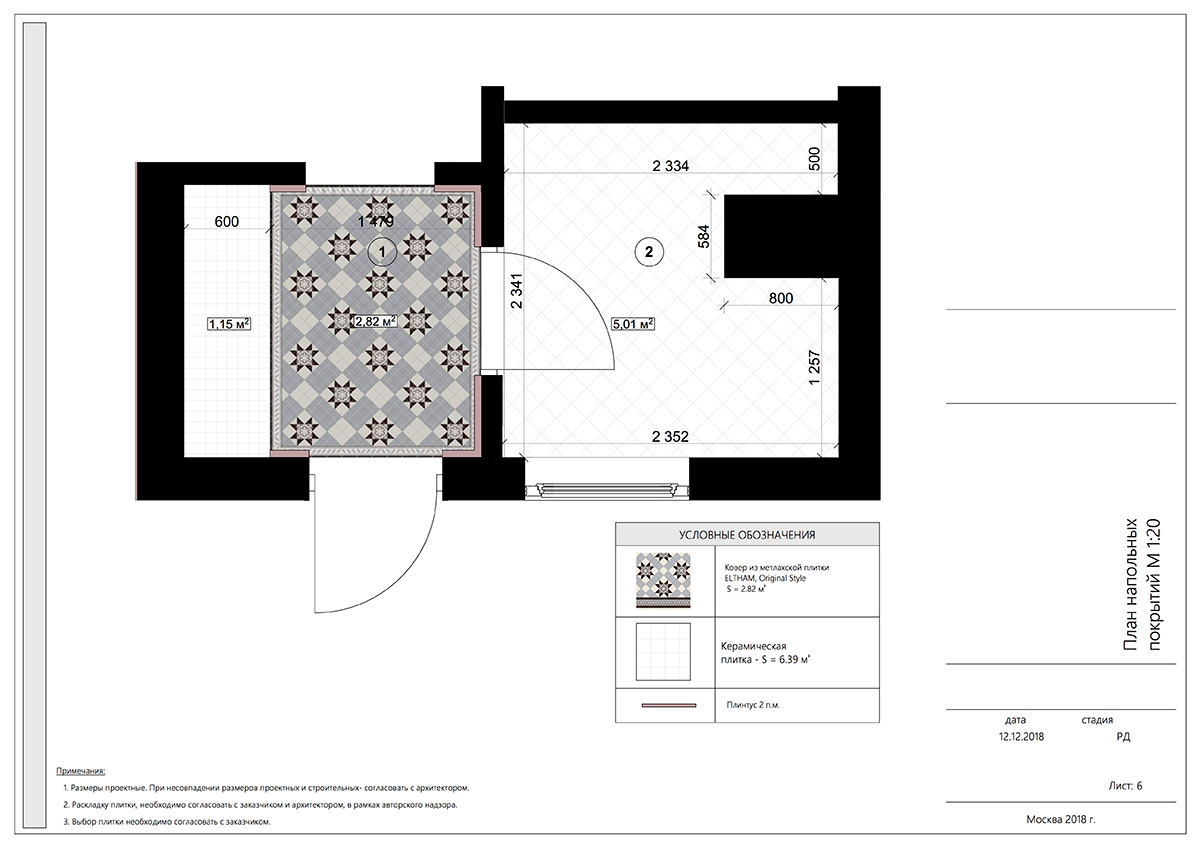 2 334
500
600
1 479
584
1
2
2 341
800
1,15 м²
2,82 м²
5,01 м²
1 257
2 352
УСЛОВНЫЕ ОБОЗНАЧЕНИЯ
Ковер из метлахской плитки
ELTHAM, Original Style
S = 2.82 м²
Керамическая
плитка - S = 6.39 м²
Плинтус 2 п.м.
План напольных
покрытий М 1:20
дата стадия
12.12.2018 РД
Лист: 6
Москва 2018 г.
Примечания:
1. Размеры проектные. При несовпадении размеров проектных и строительных- согласовать с архитектором.
2. Раскладку плитки, необходимо согласовать с заказчиком и архитектором, в рамках авторского надзора.
3. Выбор плитки необходимо согласовать с заказчиком.